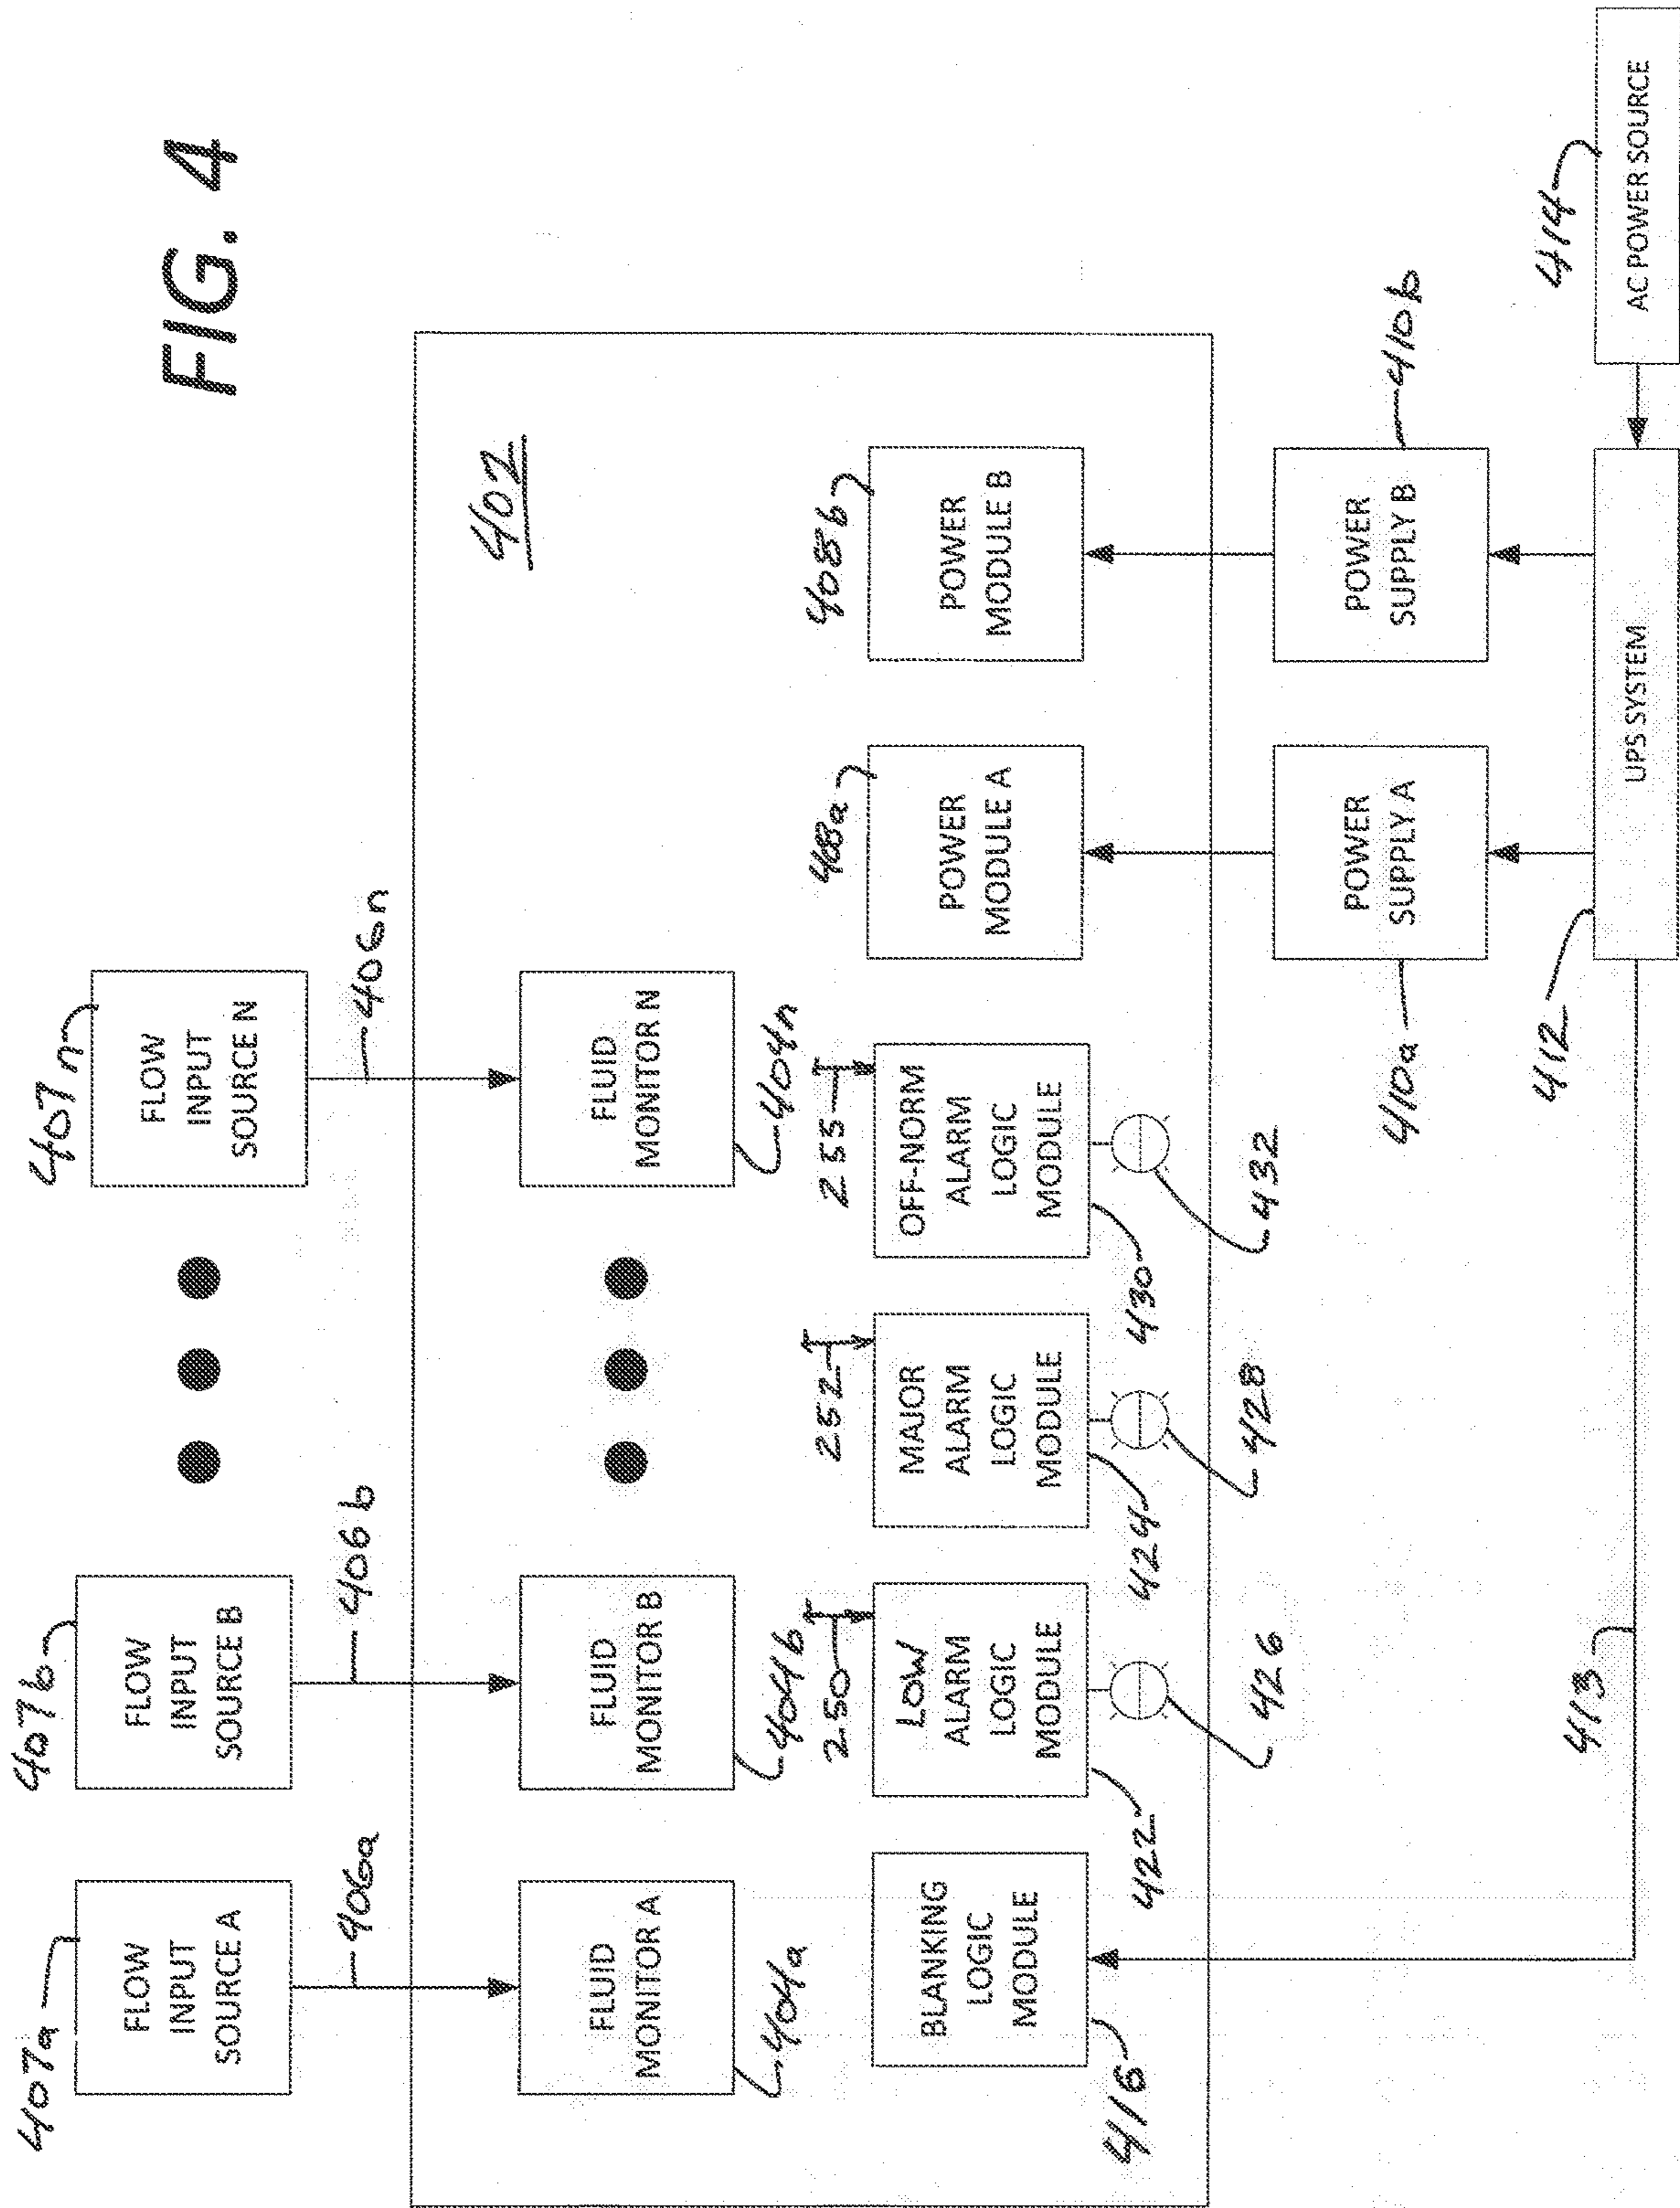 FIG. 4
407a
FLOW
INPUT
SOURCE A
407b
FLOW
INPUT
SOURCE B
407n
FLOW
INPUT
SOURCE N
406a
406b
406n
402
FLUID
MONITOR A
404a
FLUID
MONITOR B
404b
FLUID
MONITOR N
404n
BLANKING
LOGIC
MODULE
416
250
LOW
ALARM
LOGIC
MODULE
422
426
252
MAJOR
ALARM
LOGIC
MODULE
424
428
255
OFF-NORM
ALARM
LOGIC
MODULE
430
432
408a
POWER
MODULE A
408b
POWER
MODULE B
POWER
SUPPLY A
410a
POWER
SUPPLY B
410b
413
412
UPS SYSTEM
414
AC POWER SOURCE